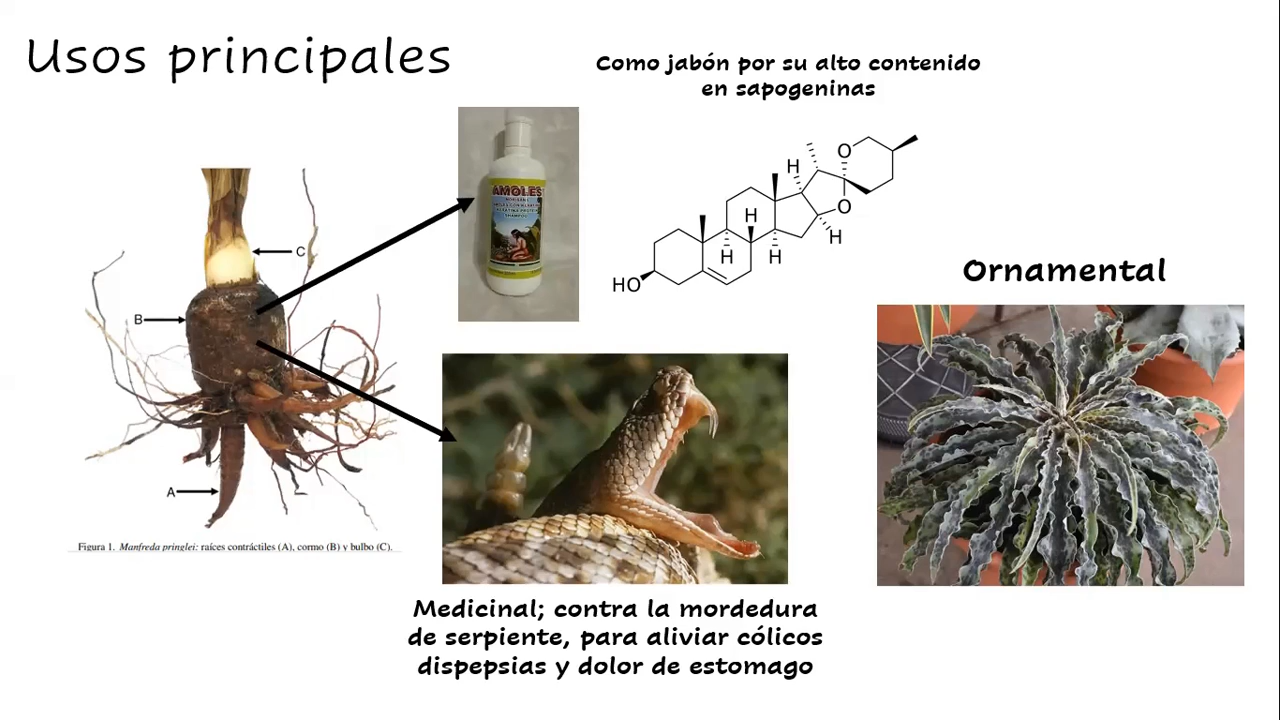 Usos principales
Como jabón por su alto contenido
en sapogeninas
AMOLES
SHAMPOO
O
H
O
H
H
H
H
HO
C
B
A
Ornamental
Figura 1. Manfreda pringlei: raíces contráctiles (A), cormo (B) y bulbo (C).
Medicinal; contra la mordedura
de serpiente, para aliviar cólicos
dispepsias y dolor de estomago